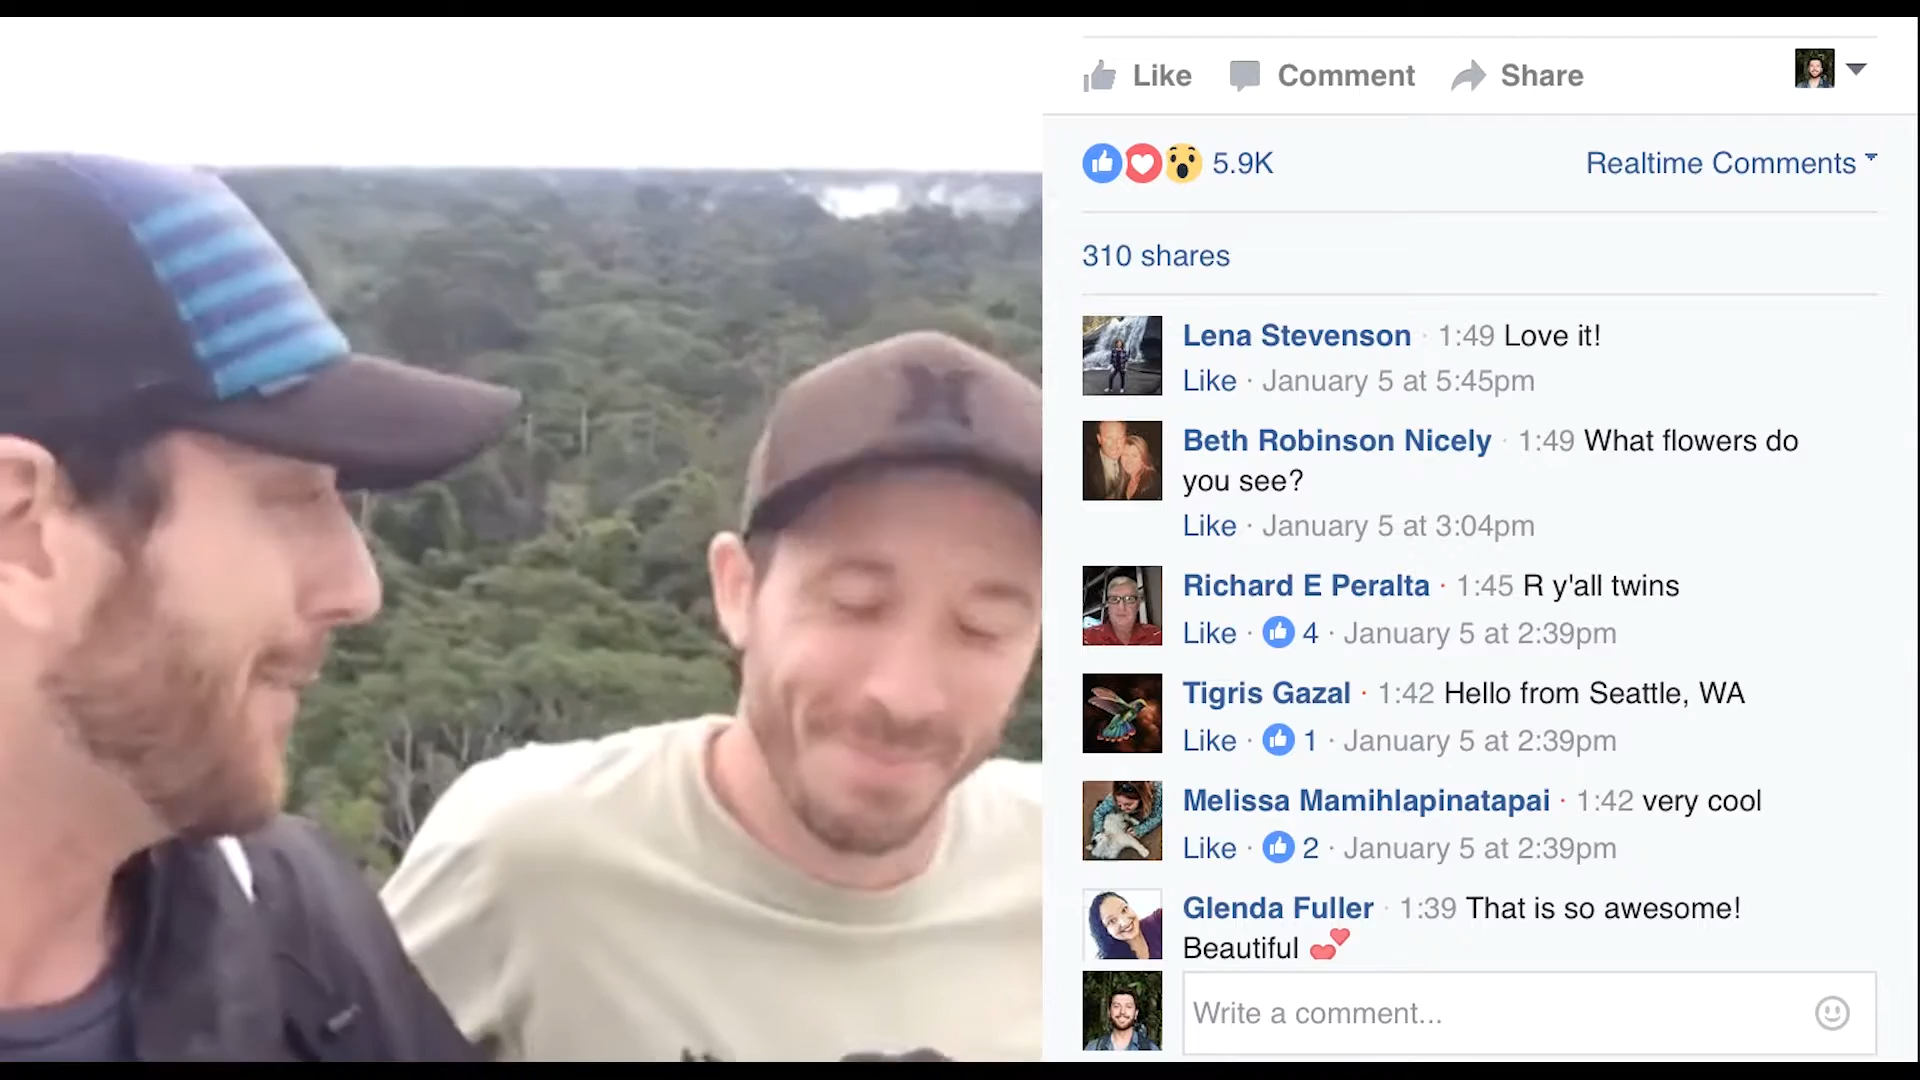 Like Comment Share
5.9K Realtime Comments
310 shares
Lena Stevenson · 1:49 Love it!
Like · January 5 at 5:45pm
Beth Robinson Nicely · 1:49 What flowers do
you see?
Like · January 5 at 3:04pm
Richard E Peralta · 1:45 R y'all twins
Like · 4 · January 5 at 2:39pm
Tigris Gazal · 1:42 Hello from Seattle, WA
Like · 1 · January 5 at 2:39pm
Melissa Mamihlapinatapai · 1:42 very cool
Like · 2 · January 5 at 2:39pm
Glenda Fuller · 1:39 That is so awesome!
Beautiful 💕
Write a comment...